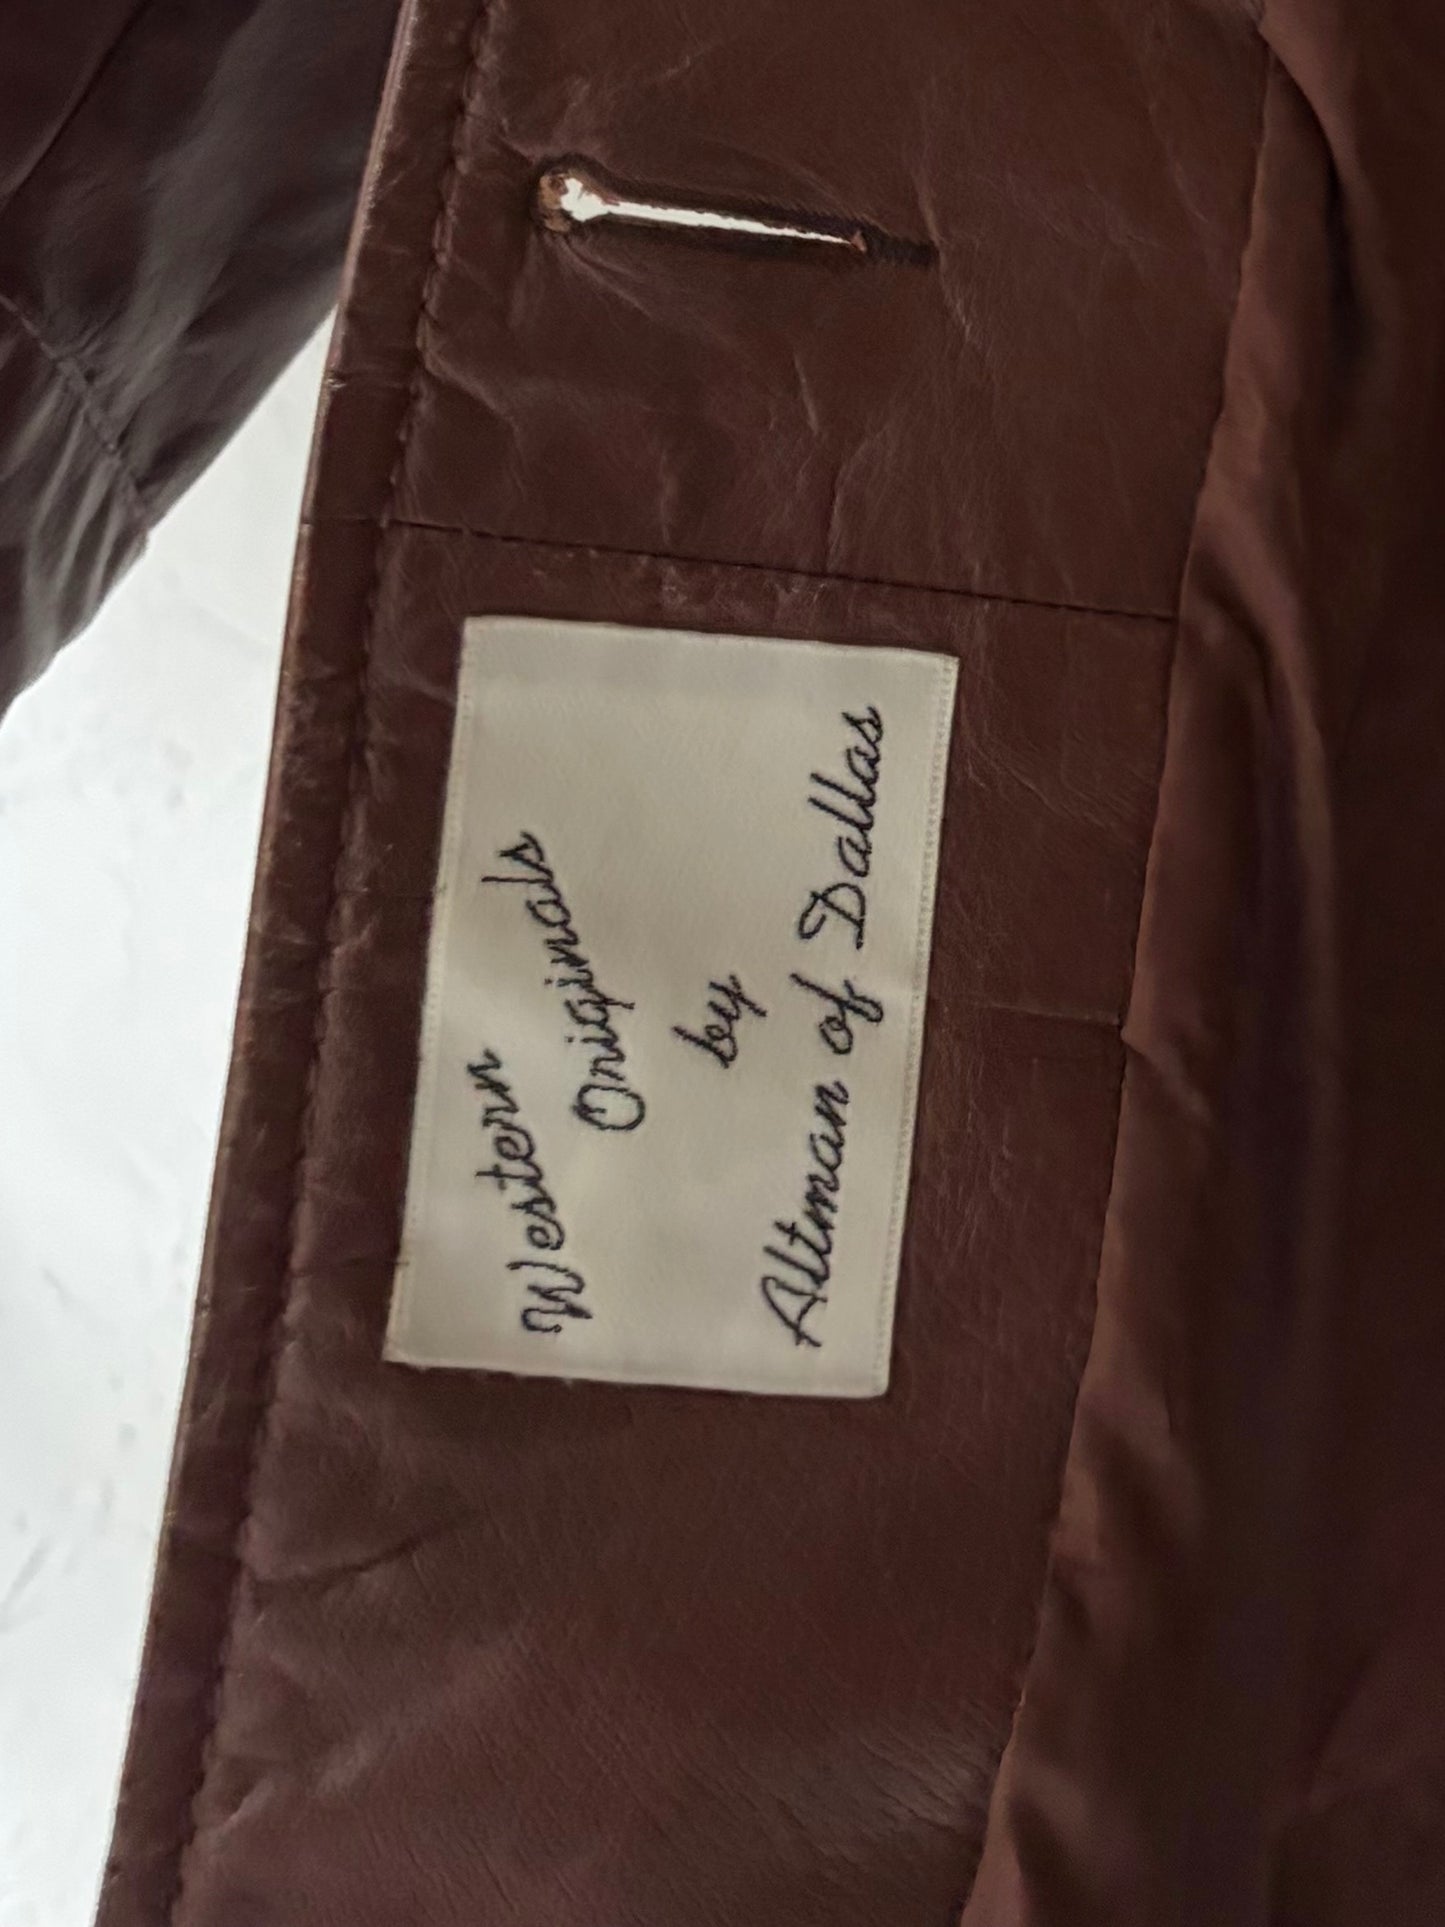 Western
Originals
by
Altman of Dallas